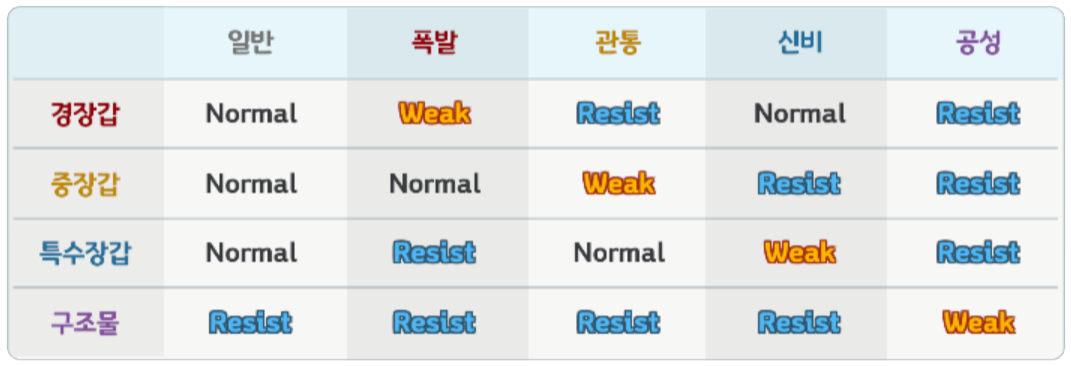 일반 폭발 관통 신비 공성
경장갑 Normal Weak Resist Normal Resist
중장갑 Normal Normal Weak Resist Resist
특수장갑 Normal Resist Normal Weak Resist
구조물 Resist Resist Resist Resist Weak